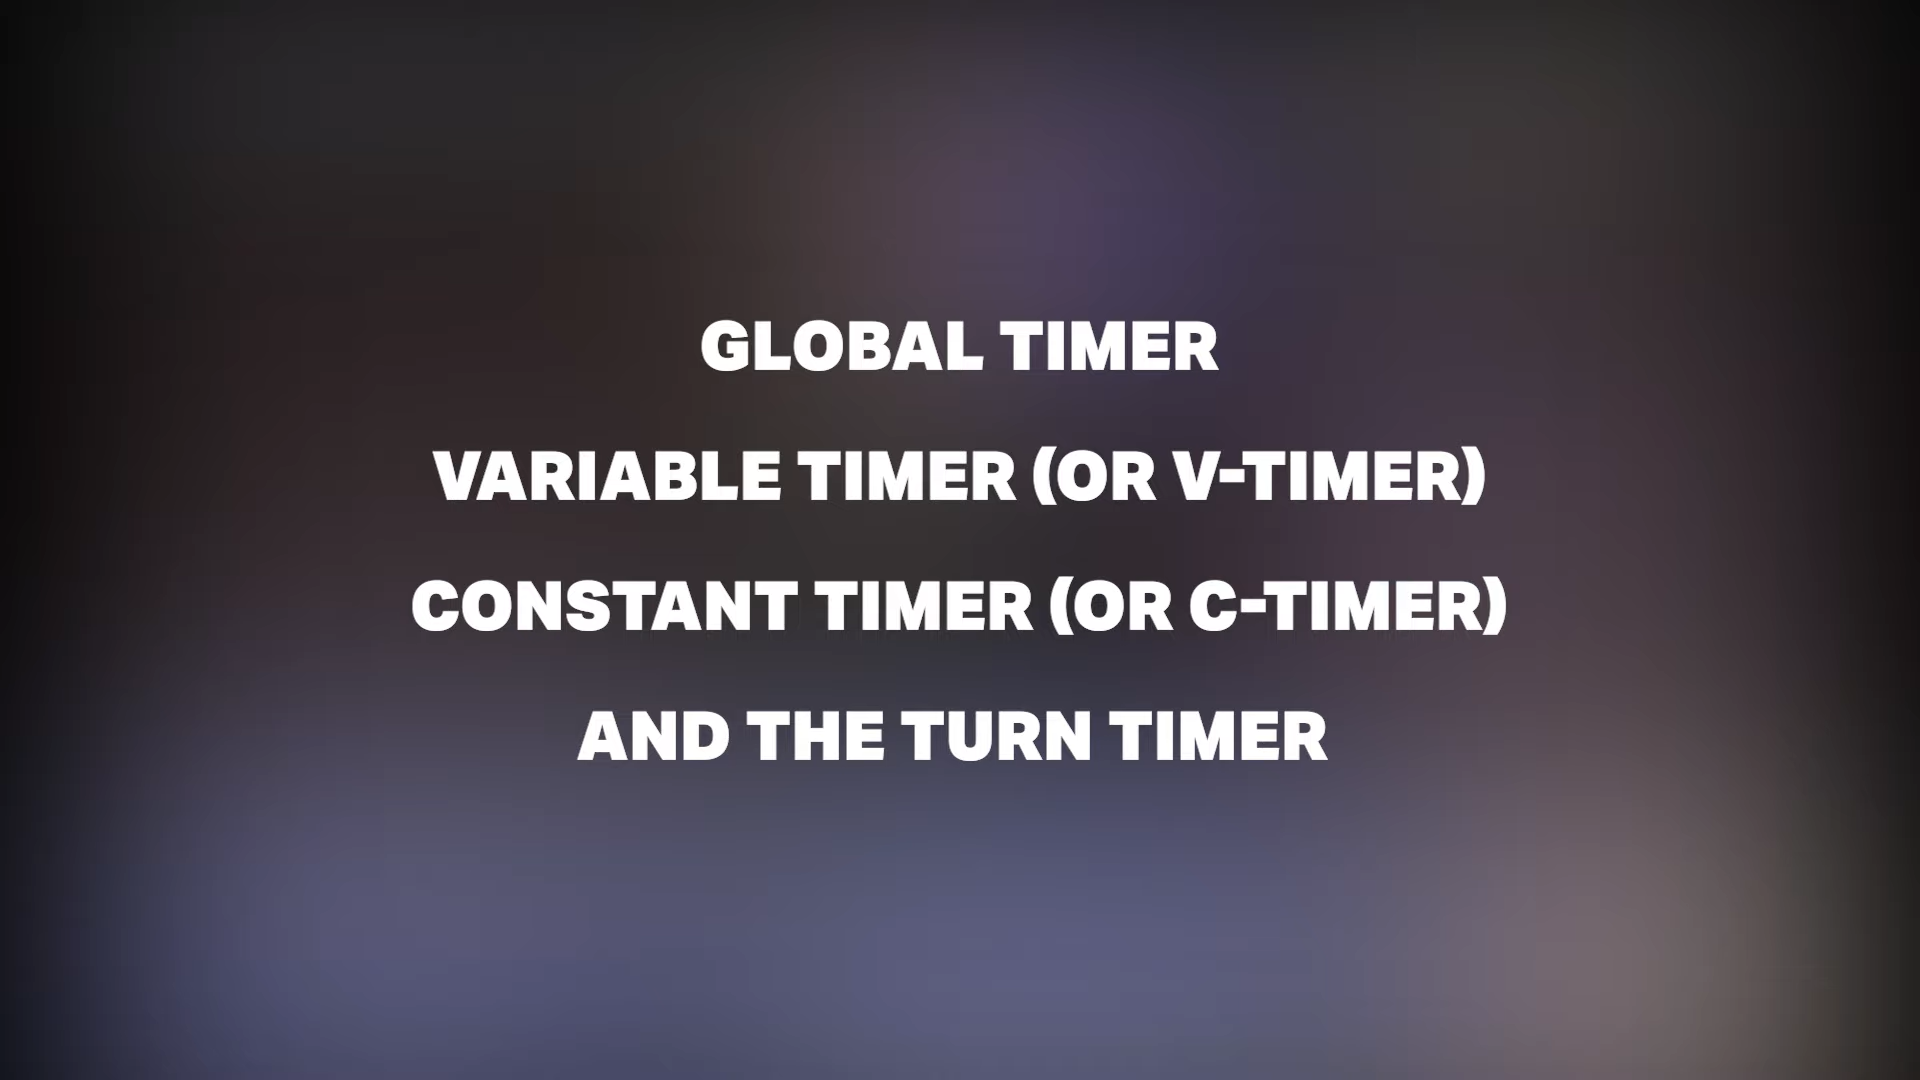 GLOBAL TIMER
VARIABLE TIMER (OR V-TIMER)
CONSTANT TIMER (OR C-TIMER)
AND THE TURN TIMER